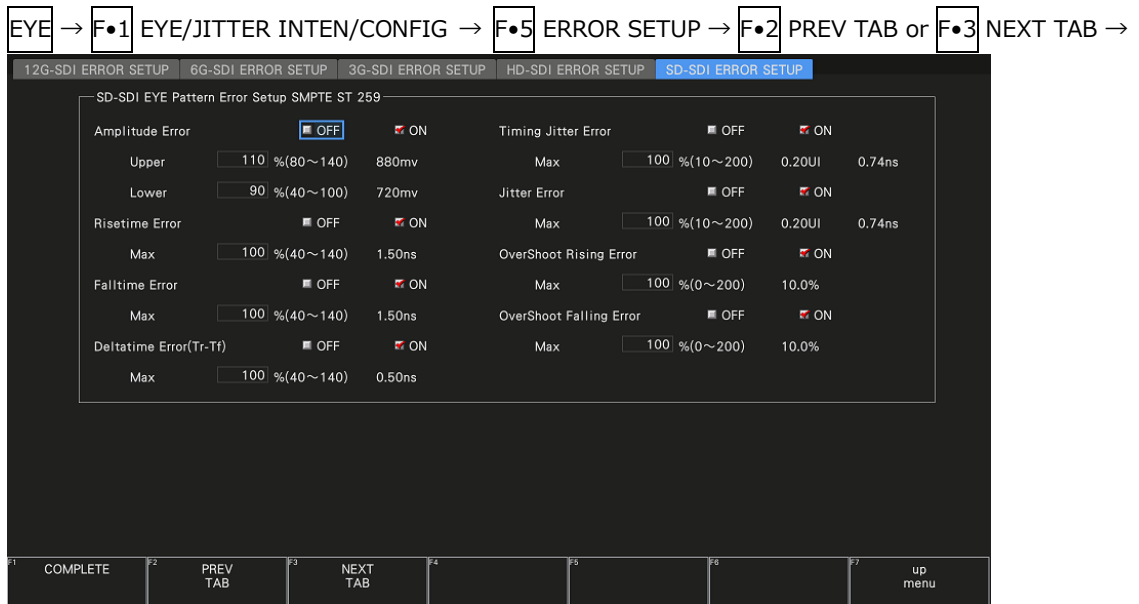 EYE → F•1 EYE/JITTER INTEN/CONFIG → F•5 ERROR SETUP → F•2 PREV TAB or F•3 NEXT TAB →
12G-SDI ERROR SETUP 6G-SDI ERROR SETUP 3G-SDI ERROR SETUP HD-SDI ERROR SETUP SD-SDI ERROR SETUP
SD-SDI EYE Pattern Error Setup SMPTE ST 259
Amplitude Error OFF ON
Upper 110 %(80~140) 880mv
Lower 90 %(40~100) 720mv
Risetime Error OFF ON
Max 100 %(40~140) 1.50ns
Falltime Error OFF ON
Max 100 %(40~140) 1.50ns
Deltatime Error(Tr-Tf) OFF ON
Max 100 %(40~140) 0.50ns
Timing Jitter Error OFF ON
Max 100 %(10~200) 0.20UI 0.74ns
Jitter Error OFF ON
Max 100 %(10~200) 0.20UI 0.74ns
OverShoot Rising Error OFF ON
Max 100 %(0~200) 10.0%
OverShoot Falling Error OFF ON
Max 100 %(0~200) 10.0%
F1 COMPLETE
F2 PREV
TAB
F3 NEXT
TAB
F4
F5
F6
F7 up
menu